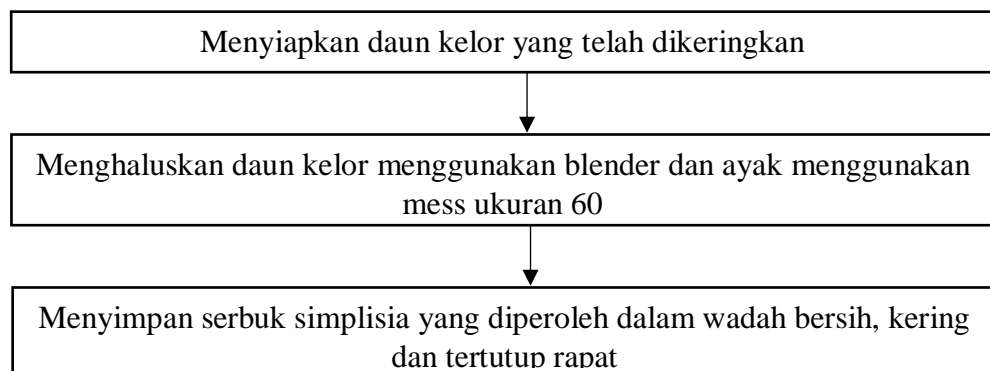 Menyiapkan daun kelor yang telah dikeringkan
Menghaluskan daun kelor menggunakan blender dan ayak menggunakan
mess ukuran 60
Menyimpan serbuk simplisia yang diperoleh dalam wadah bersih, kering
dan tertutup rapat